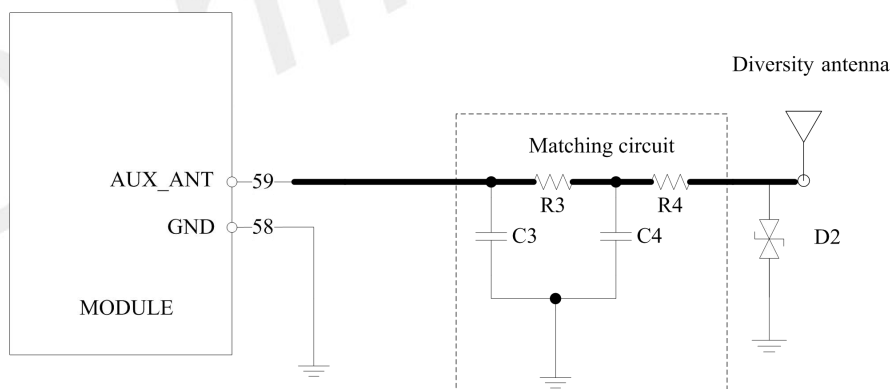 Diversity antenna
Matching circuit
AUX_ANT 59
R3 R4
GND 58
C3 C4 D2
MODULE